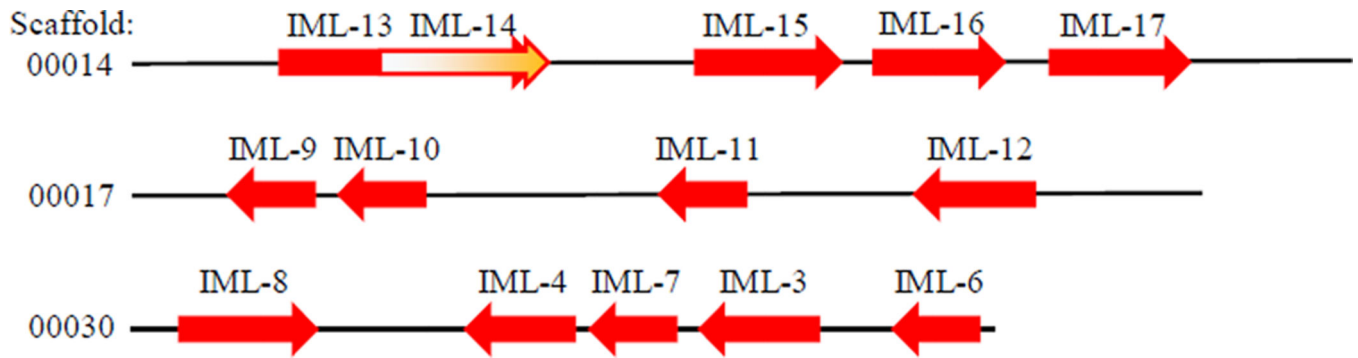 Scaffold: IML-13 IML-14 IML-15 IML-16 IML-17
00014
IML-9 IML-10 IML-11 IML-12
00017
IML-8 IML-4 IML-7 IML-3 IML-6
00030